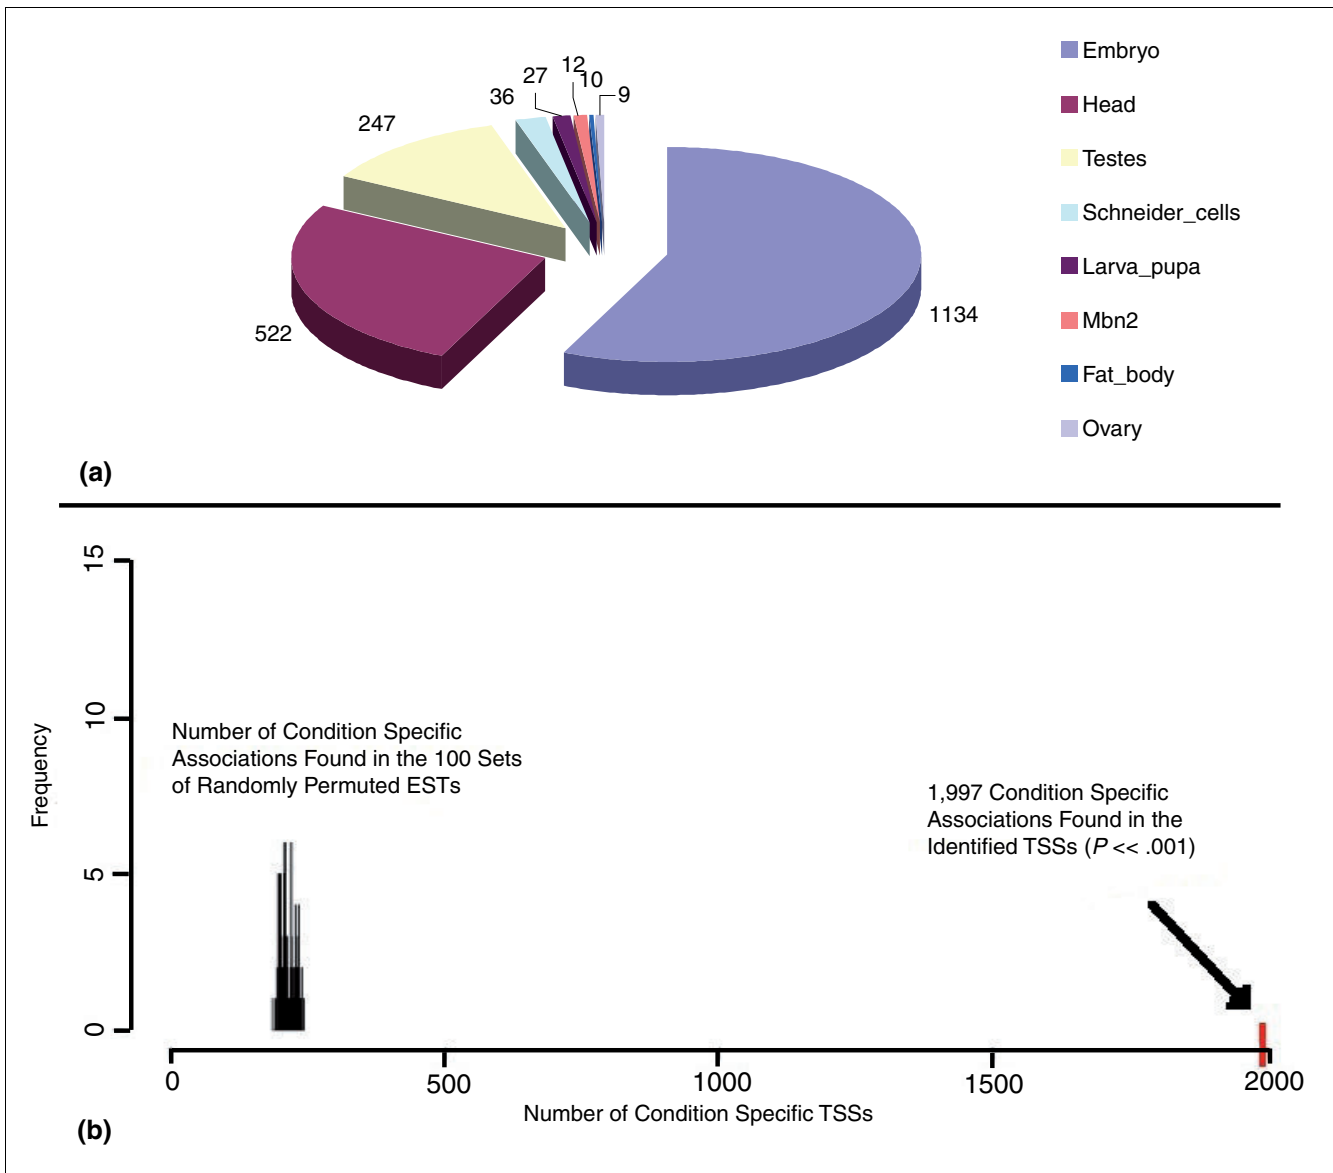 12
27
10
36
9
247
522
1134
Embryo
Head
Testes
Schneider_cells
Larva_pupa
Mbn2
Fat_body
Ovary
(a)
15
10
5
0
Frequency
Number of Condition Specific
Associations Found in the 100 Sets
of Randomly Permuted ESTs
1,997 Condition Specific
Associations Found in the
Identified TSSs (P << .001)
0
500
1000
1500
2000
Number of Condition Specific TSSs
(b)